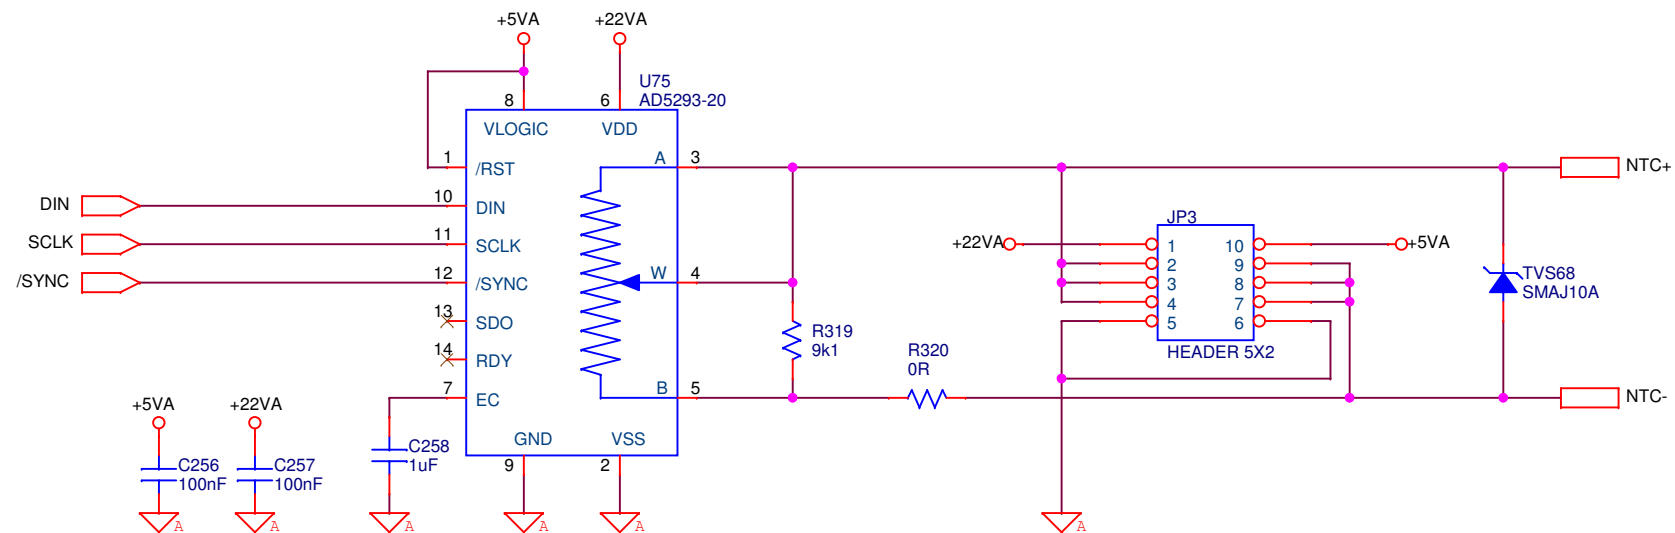 +5VA
+22VA
U75
AD5293-20
8
6
VLOGIC
VDD
1
/RST
A
3
NTC+
DIN
10
DIN
SCLK
11
SCLK
/SYNC
12
/SYNC
W
4
13
SDO
14
RDY
7
EC
B
5
GND
VSS
9
2
R319
9k1
R320
0R
JP3
+22VA
1
10
+5VA
2
9
3
8
4
7
5
6
HEADER 5X2
TVS68
SMAJ10A
NTC-
+5VA
+22VA
C256
100nF
C257
100nF
C258
1uF
A
A
A
A
A
A